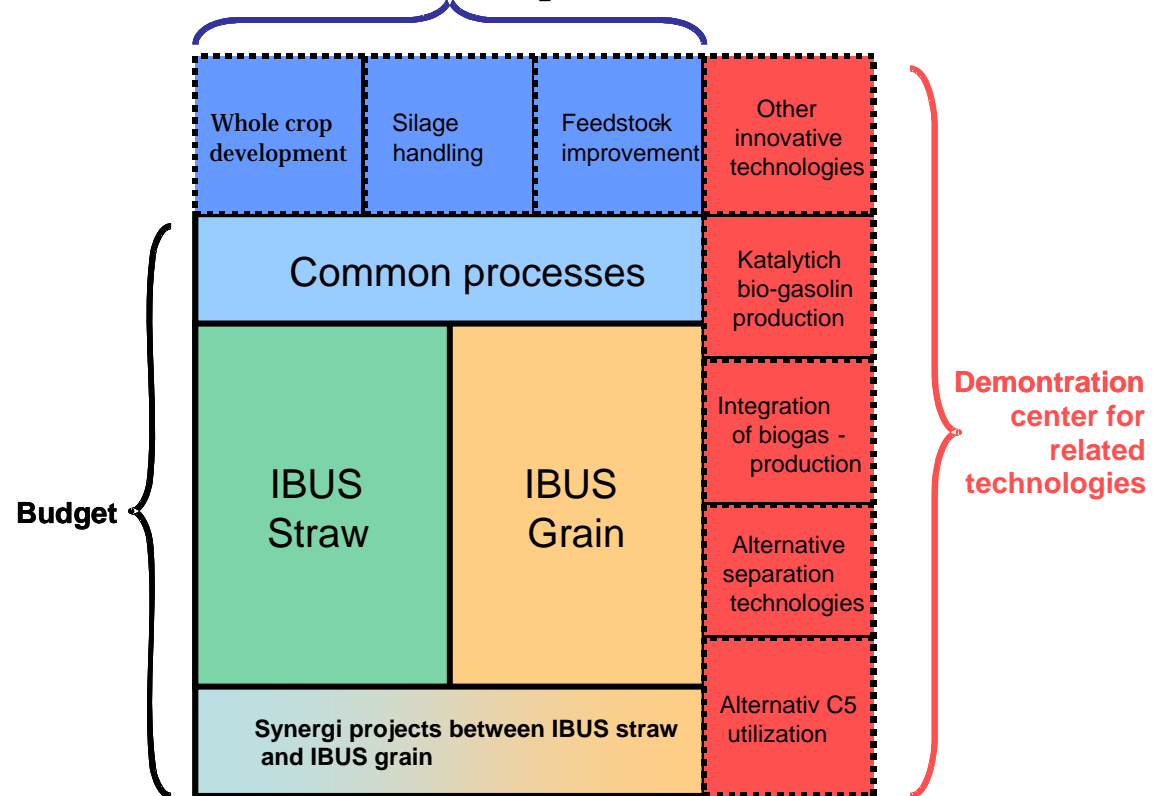 Whole crop
development
Silage
handling
Feedstock
improvement
Other
innovative
technologies
Common processes
Katalytich
bio-gasolin
production
Integration
of biogas -
production
Demontration
center for
related
technologies
Budget
IBUS
Straw
IBUS
Grain
Alternative
separation
technologies
Alternativ C5
utilization
Synergi projects between IBUS straw
and IBUS grain